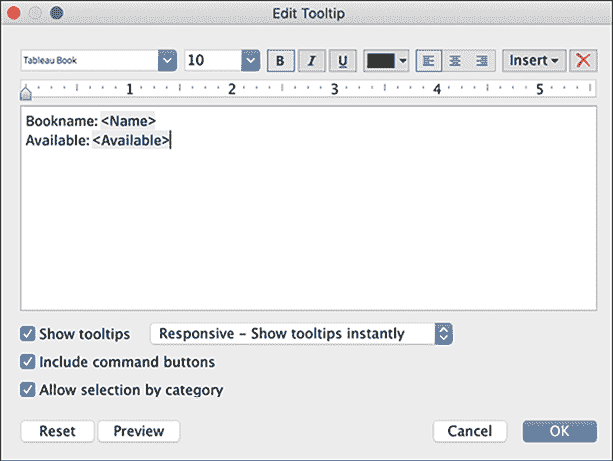 Edit Tooltip
Tableau Book 10 B I U Insert
1 2 3 4 5
Bookname: <Name>
Available: <Available>
Show tooltips Responsive – Show tooltips instantly
Include command buttons
Allow selection by category
Reset Preview Cancel OK